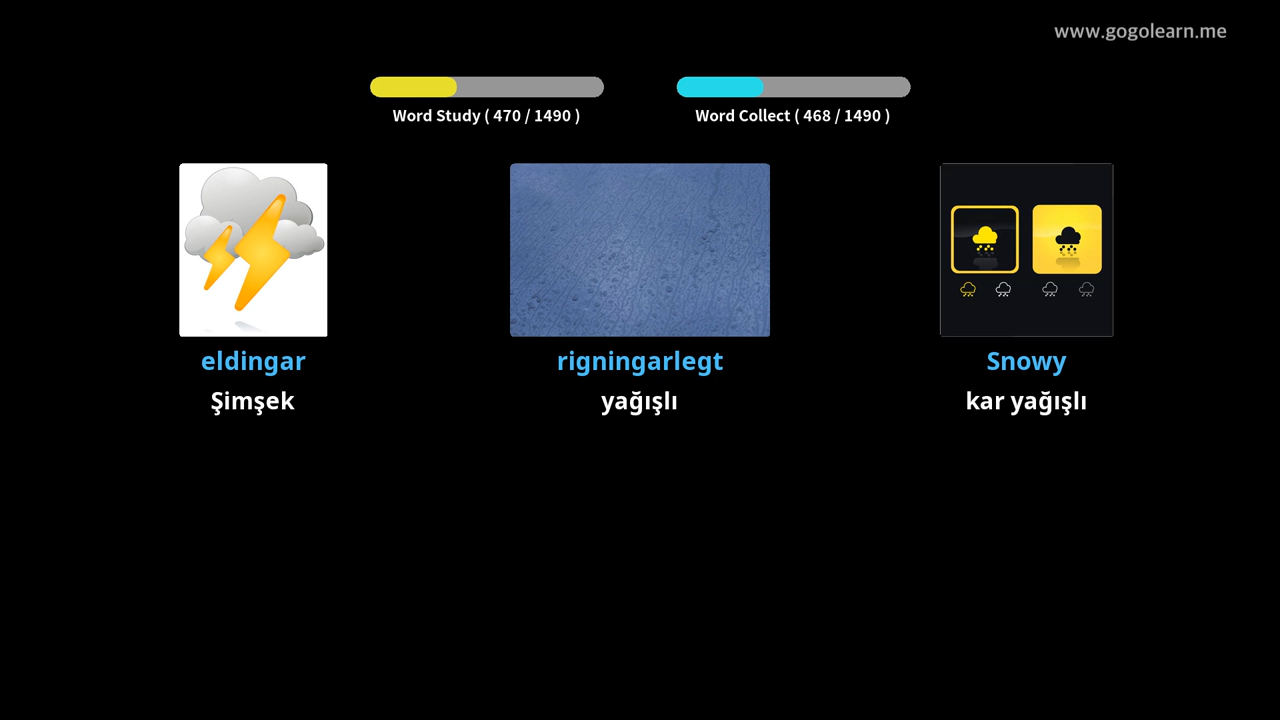 www.gogolearn.me
Word Study ( 470 / 1490 )
Word Collect ( 468 / 1490 )
eldingar
rigningarlegt
Snowy
Şimşek
yağışlı
kar yağışlı